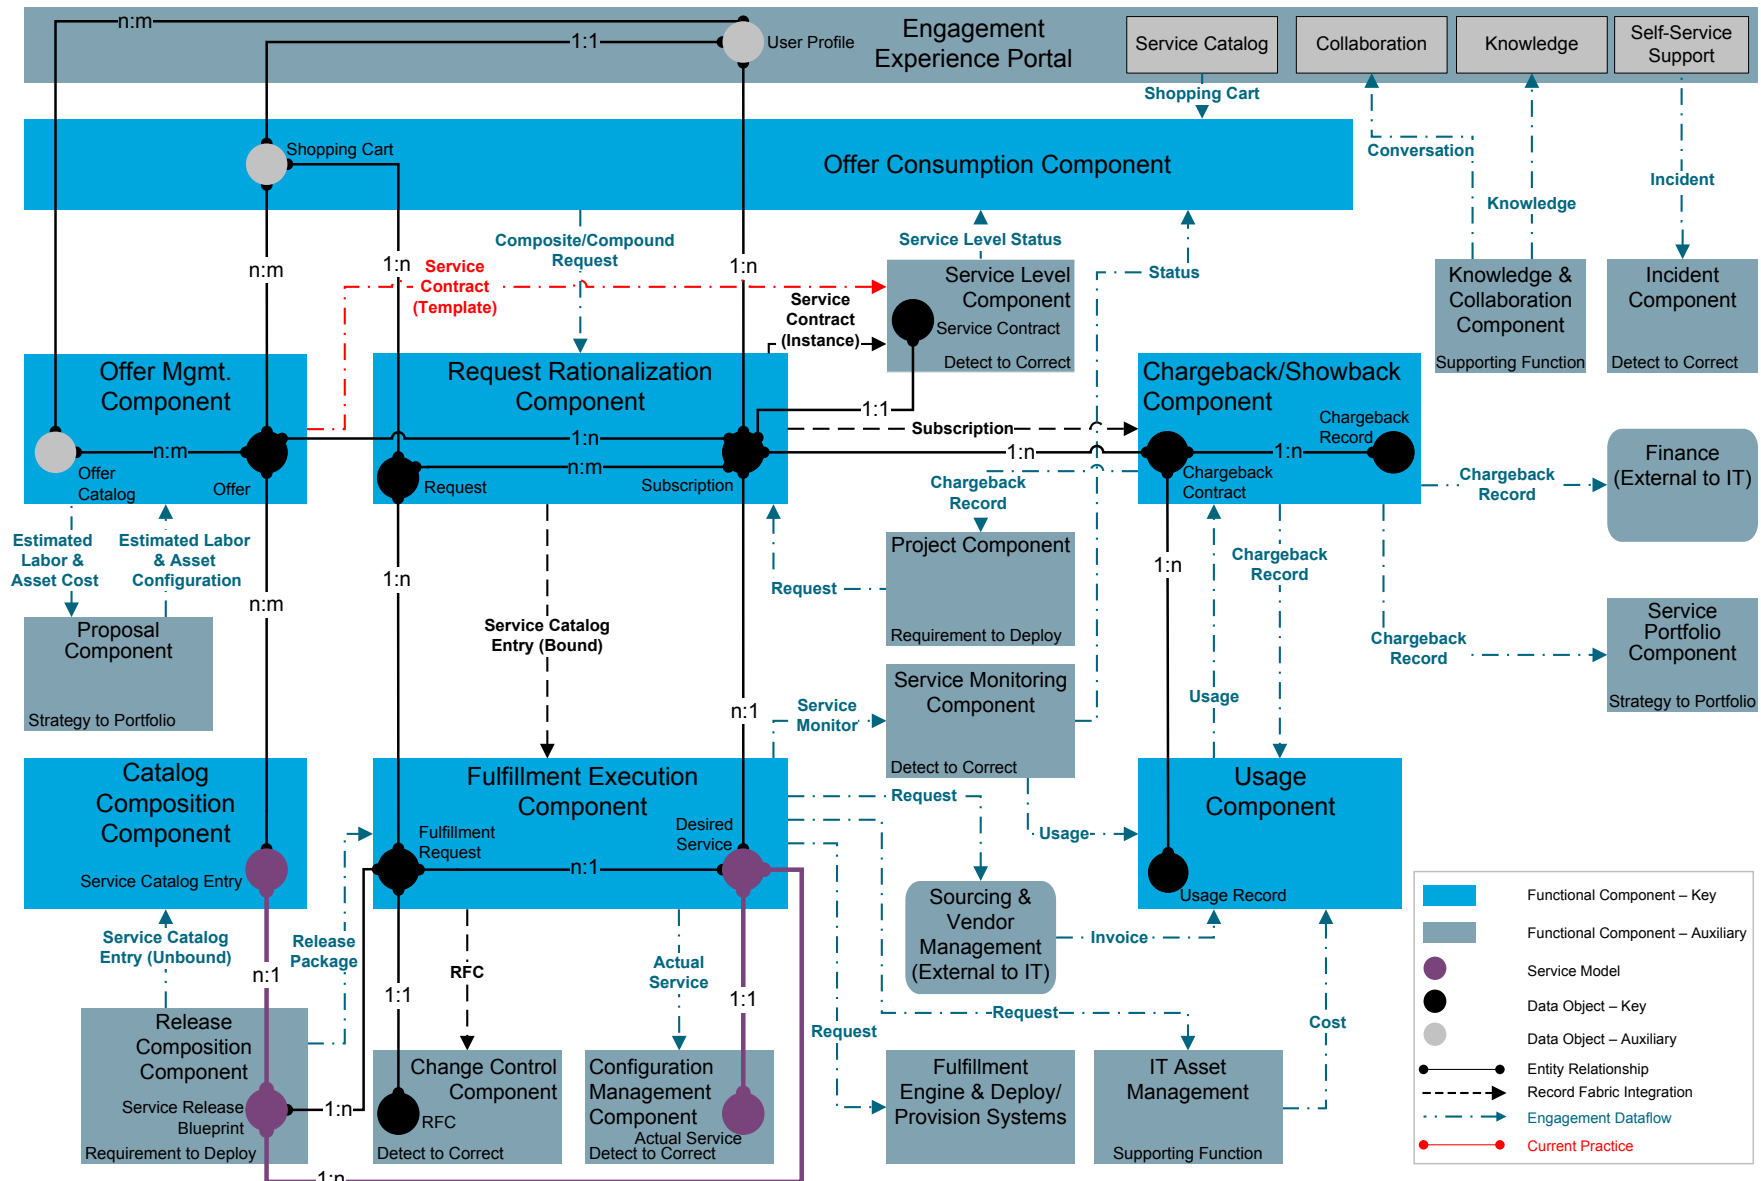 n:m
1:1
User Profile
Engagement
Experience Portal
Service Catalog
Collaboration
Knowledge
Self-Service
Support
Shopping Cart
Shopping Cart
Offer Consumption Component
Conversation
Knowledge
Incident
n:m
1:n
Composite/Compound
Request
1:n
Service Level Status
Status
Service
Contract
(Template)
Service
Contract
(Instance)
Service Level
Component
Service Contract
Detect to Correct
Knowledge &
Collaboration
Component
Supporting Function
Incident
Component
Detect to Correct
Offer Mgmt.
Component
n:m
Offer
Catalog
Offer
Request Rationalization
Component
1:n
n:m
Request
Subscription
1:1
Subscription
1:n
Chargeback/Showback
Component
Chargeback
Record
1:n
Chargeback
Contract
Finance
(External to IT)
Chargeback
Record
Chargeback
Record
Estimated
Labor &
Asset Cost
Estimated Labor
& Asset
Configuration
1:n
Project Component
Requirement to Deploy
Request
1:n
Chargeback
Record
n:m
Proposal
Component
Strategy to Portfolio
Service Catalog
Entry (Bound)
Service
Portfolio
Component
Strategy to Portfolio
Chargeback
Record
n:1
Service
Monitor
Service Monitoring
Component
Detect to Correct
Usage
Catalog
Composition
Component
Service Catalog Entry
Fulfillment Execution
Component
Fulfillment
Request
Desired
Service
n:1
Request
Usage
Usage
Component
Usage Record
Service Catalog
Entry (Unbound)
Release
Package
n:1
RFC
1:1
Actual
Service
1:1
Sourcing &
Vendor
Management
(External to IT)
Invoice
Request
Request
Cost
Release
Composition
Component
Service Release
Blueprint
Requirement to Deploy
1:n
1:n
Change Control
Component
RFC
Detect to Correct
Configuration
Management
Component
Actual Service
Detect to Correct
Fulfillment
Engine & Deploy/
Provision Systems
IT Asset
Management
Supporting Function
Functional Component – Key
Functional Component – Auxiliary
Service Model
Data Object – Key
Data Object – Auxiliary
Entity Relationship
Record Fabric Integration
Engagement Dataflow
Current Practice